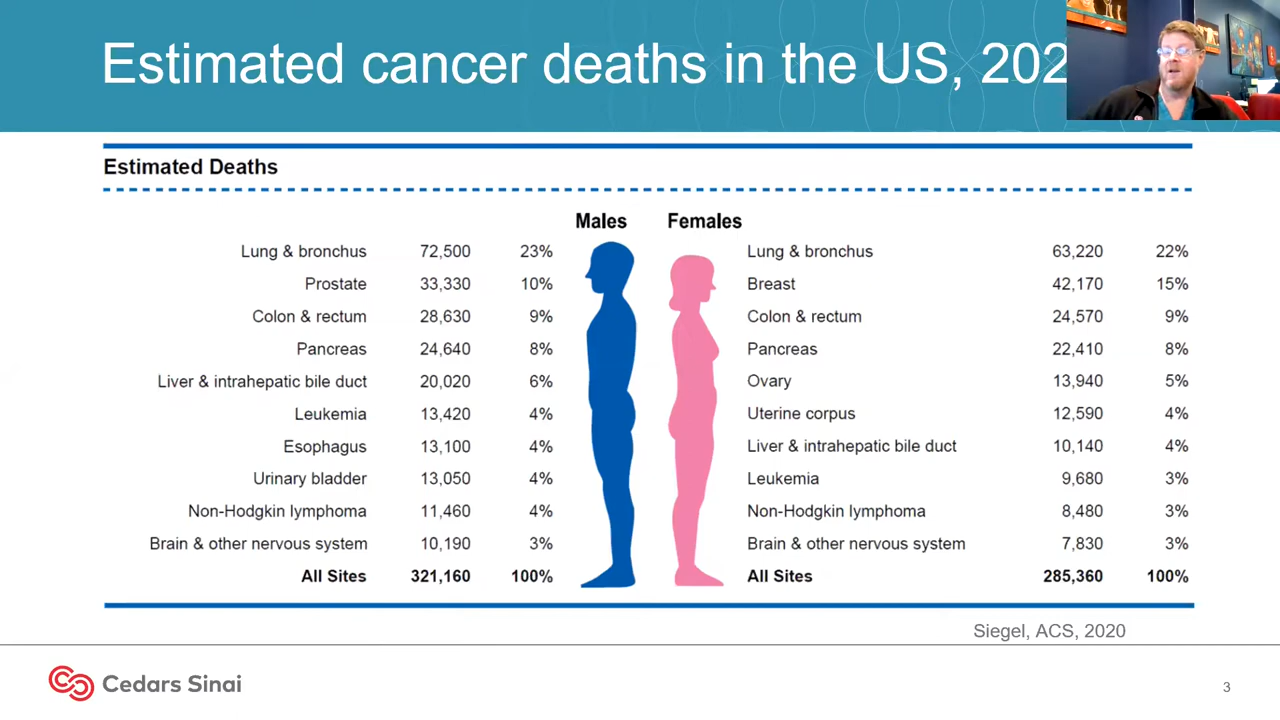 Estimated cancer deaths in the US, 202
Estimated Deaths
Males Females
Lung & bronchus 72,500 23% Lung & bronchus 63,220 22%
Prostate 33,330 10% Breast 42,170 15%
Colon & rectum 28,630 9% Colon & rectum 24,570 9%
Pancreas 24,640 8% Pancreas 22,410 8%
Liver & intrahepatic bile duct 20,020 6% Ovary 13,940 5%
Leukemia 13,420 4% Uterine corpus 12,590 4%
Esophagus 13,100 4% Liver & intrahepatic bile duct 10,140 4%
Urinary bladder 13,050 4% Leukemia 9,680 3%
Non-Hodgkin lymphoma 11,460 4% Non-Hodgkin lymphoma 8,480 3%
Brain & other nervous system 10,190 3% Brain & other nervous system 7,830 3%
All Sites 321,160 100% All Sites 285,360 100%
Siegel, ACS, 2020
Cedars Sinai
3